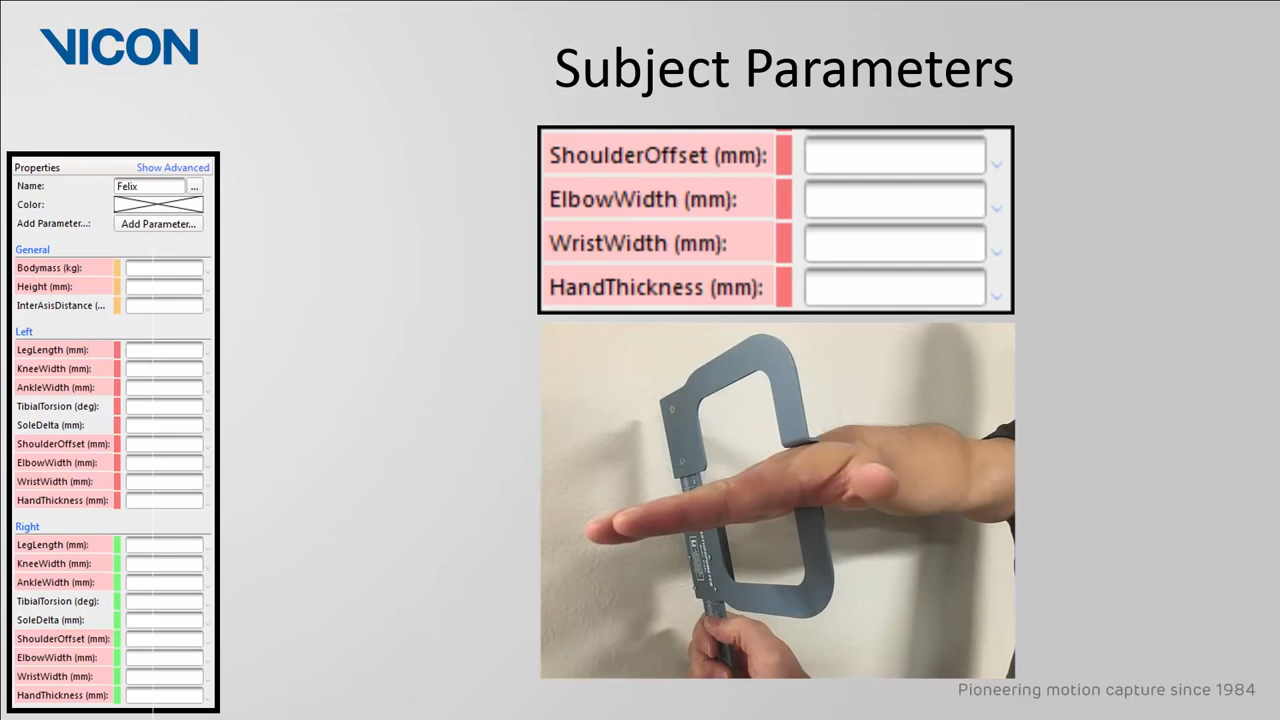 VICON
Subject Parameters
Properties Show Advanced
Name: Felix ...
Color:
Add Parameter...: Add Parameter...
General
Bodymass (kg):
Height (mm):
InterAsisDistance (...
Left
LegLength (mm):
KneeWidth (mm):
AnkleWidth (mm):
TibialTorsion (deg):
SoleDelta (mm):
ShoulderOffset (mm):
ElbowWidth (mm):
WristWidth (mm):
HandThickness (mm):
Right
LegLength (mm):
KneeWidth (mm):
AnkleWidth (mm):
TibialTorsion (deg):
SoleDelta (mm):
ShoulderOffset (mm):
ElbowWidth (mm):
WristWidth (mm):
HandThickness (mm):
ShoulderOffset (mm):
ElbowWidth (mm):
WristWidth (mm):
HandThickness (mm):
Pioneering motion capture since 1984